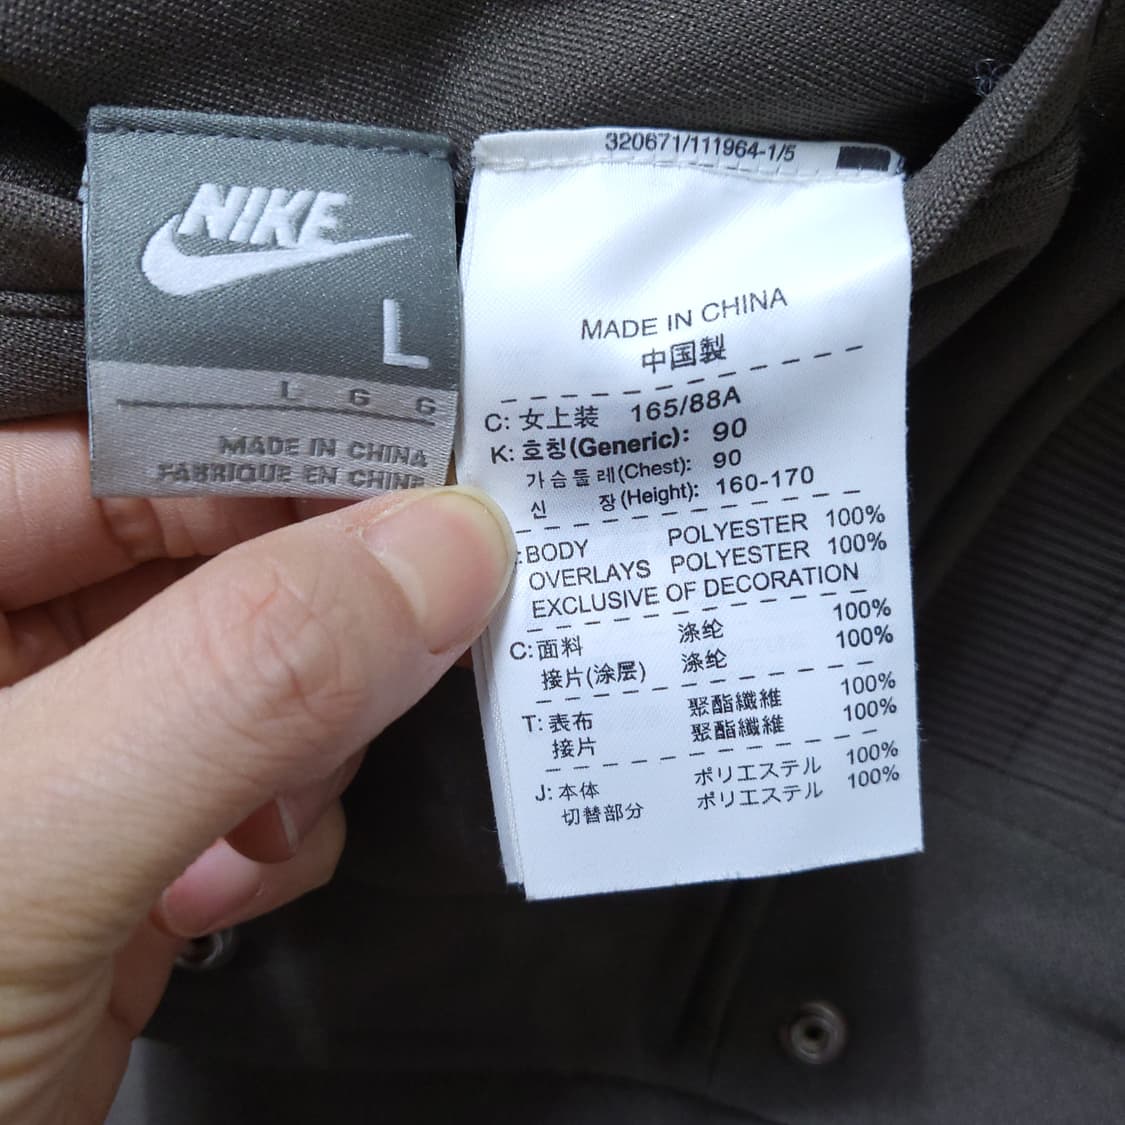 NIKE
L
L G G
MADE IN CHINA
FABRIQUE EN CHINE
320671/111964-1/5
MADE IN CHINA
中国製
C: 女上装 165/88A
K: 호칭(Generic): 90
가슴둘레(Chest): 90
신 장(Height): 160-170
:BODY POLYESTER 100%
OVERLAYS POLYESTER 100%
EXCLUSIVE OF DECORATION
C: 面料 涤纶 100%
接片(涂层) 涤纶 100%
T: 表布 聚酯纖維 100%
接片 聚酯纖維 100%
J: 本体 ポリエステル 100%
切替部分 ポリエステル 100%